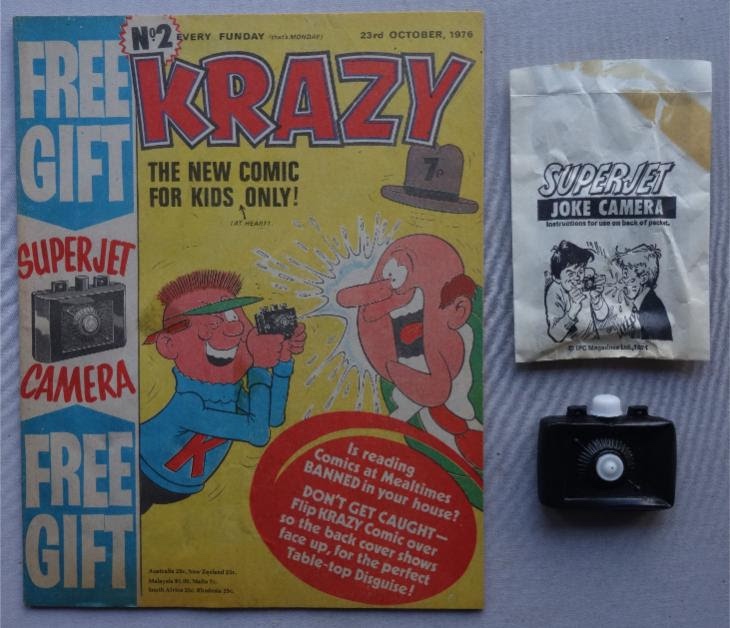 FREE
GIFT
SUPERJET
CAMERA
FREE
GIFT
Nº2
EVERY FUNDAY (that's MONDAY)
23rd OCTOBER, 1976
KRAZY
THE NEW COMIC
FOR KIDS ONLY!
(AT HEART)
7p
Is reading
Comics at Mealtimes
BANNED in your house?
DON'T GET CAUGHT—
Flip KRAZY Comic over
so the back cover shows
face up, for the perfect
Table-top Disguise!
K
Australia 25c. New Zealand 25c.
Malaysia $1.00. Malta 7c.
South Africa 25c. Rhodesia 25c.
SUPERJET
JOKE CAMERA
Instructions for use on back of packet.
© IPC Magazines Ltd.,